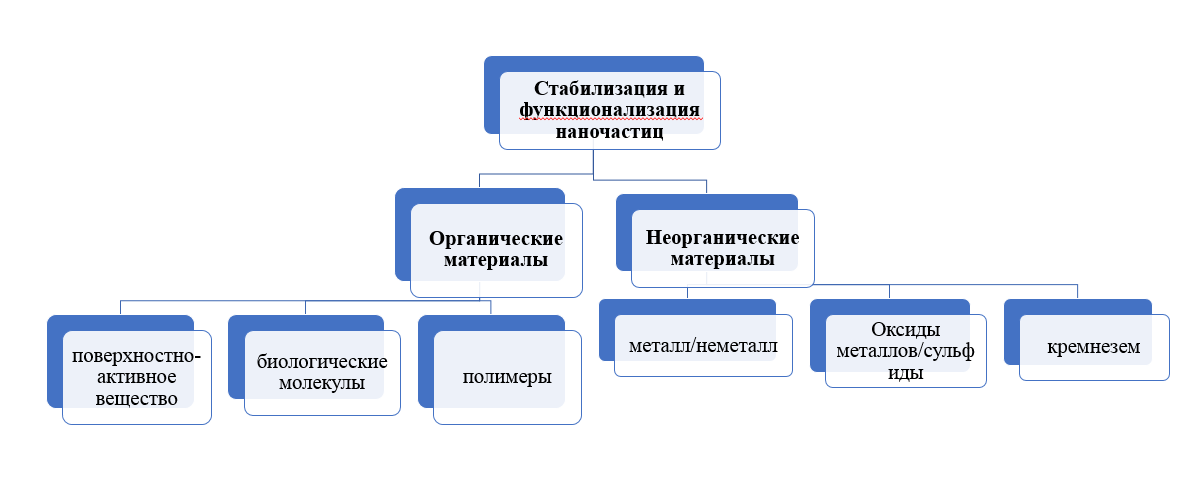 Стабилизация и
функционализация
наночастиц
Органические
материалы
Неорганические
материалы
поверхностно-
активное
вещество
биологические
молекулы
полимеры
металл/неметалл
Оксиды
металлов/сульф
иды
кремнезем